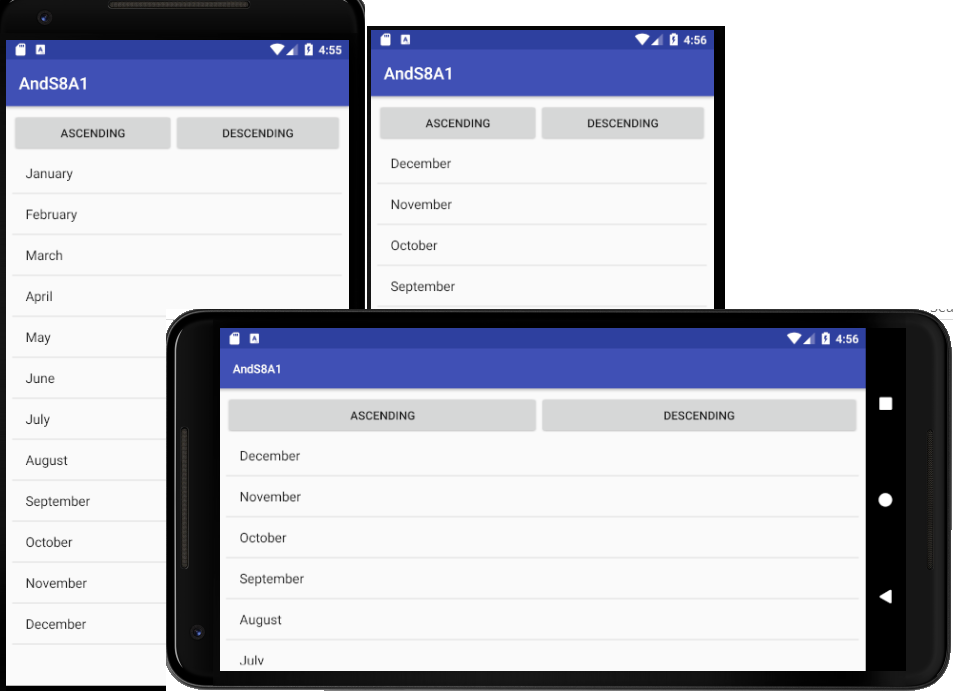 4:55
AndS8A1
ASCENDING DESCENDING
January
February
March
April
May
June
July
August
September
October
November
December
4:56
AndS8A1
ASCENDING DESCENDING
December
November
October
September
4:56
AndS8A1
ASCENDING DESCENDING
December
November
October
September
August
July